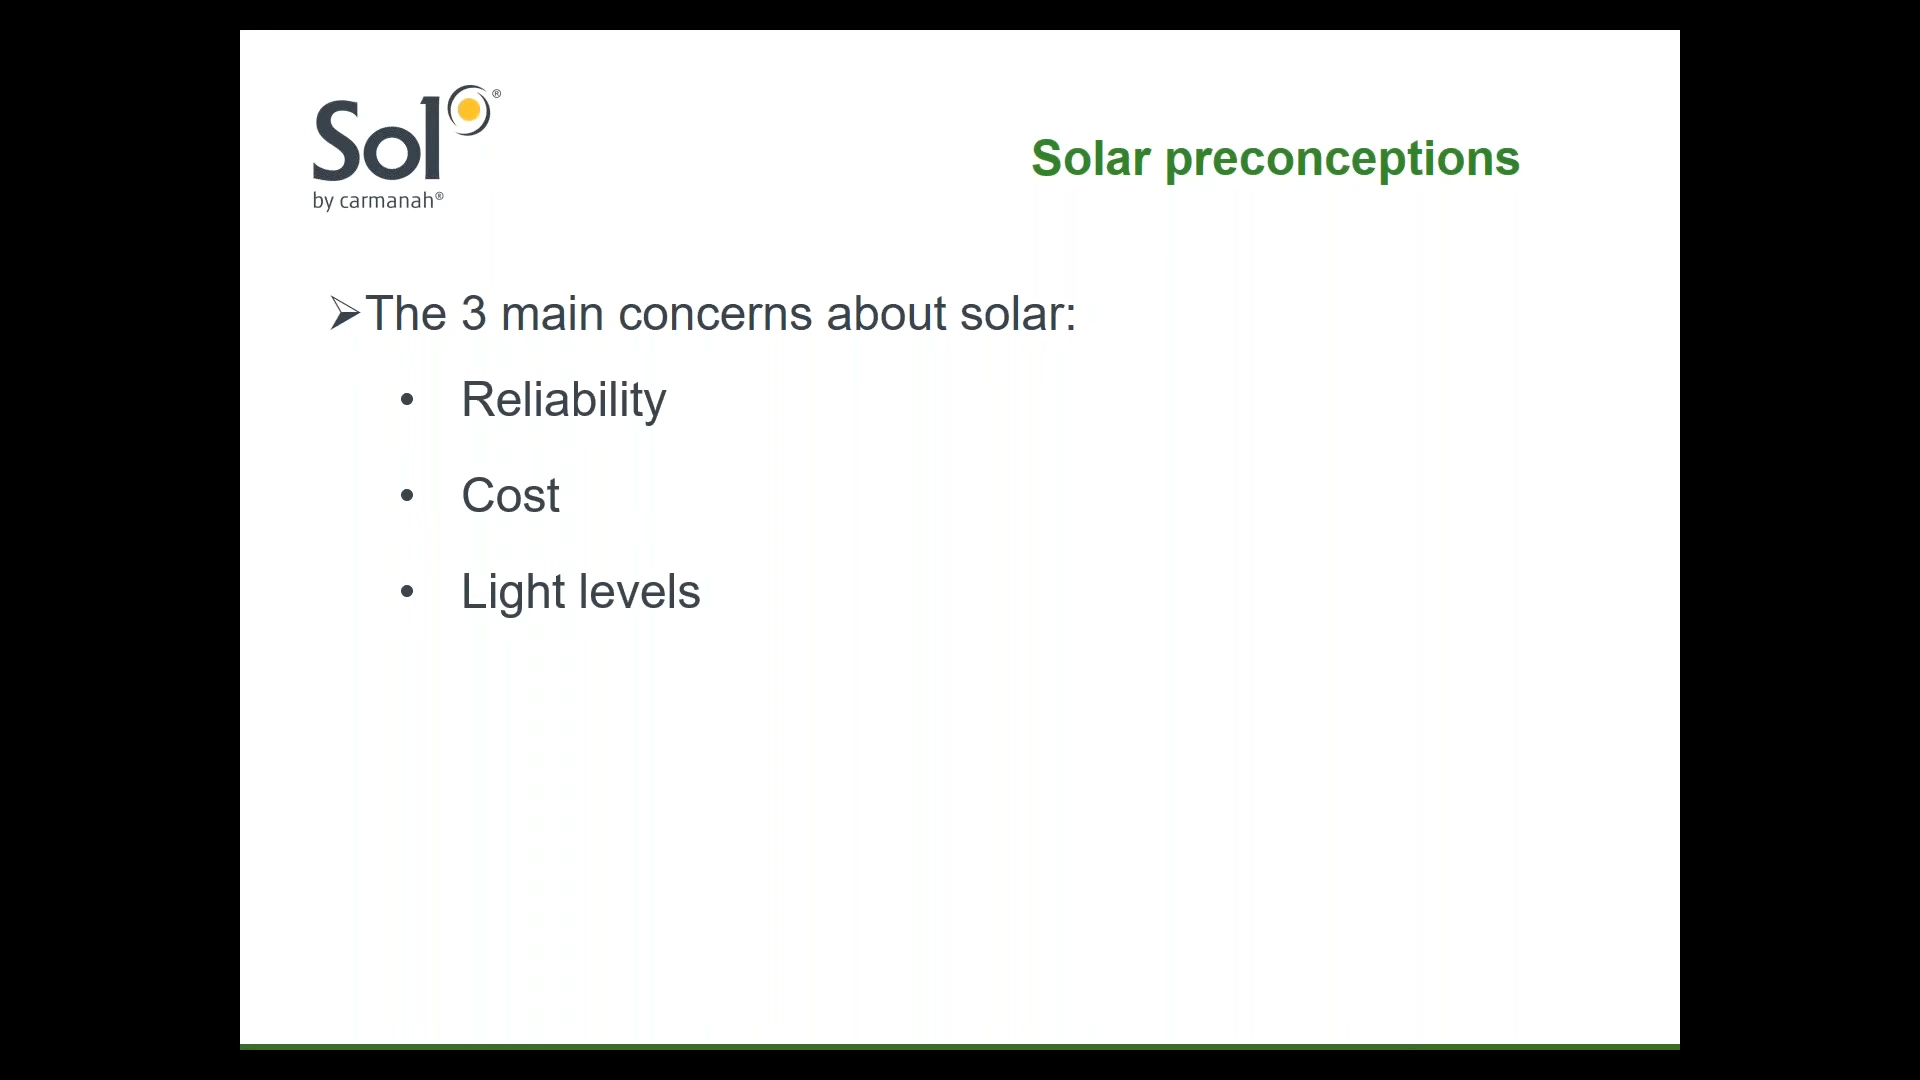 Sol®
by carmanah®
Solar preconceptions
➢The 3 main concerns about solar:
• Reliability
• Cost
• Light levels